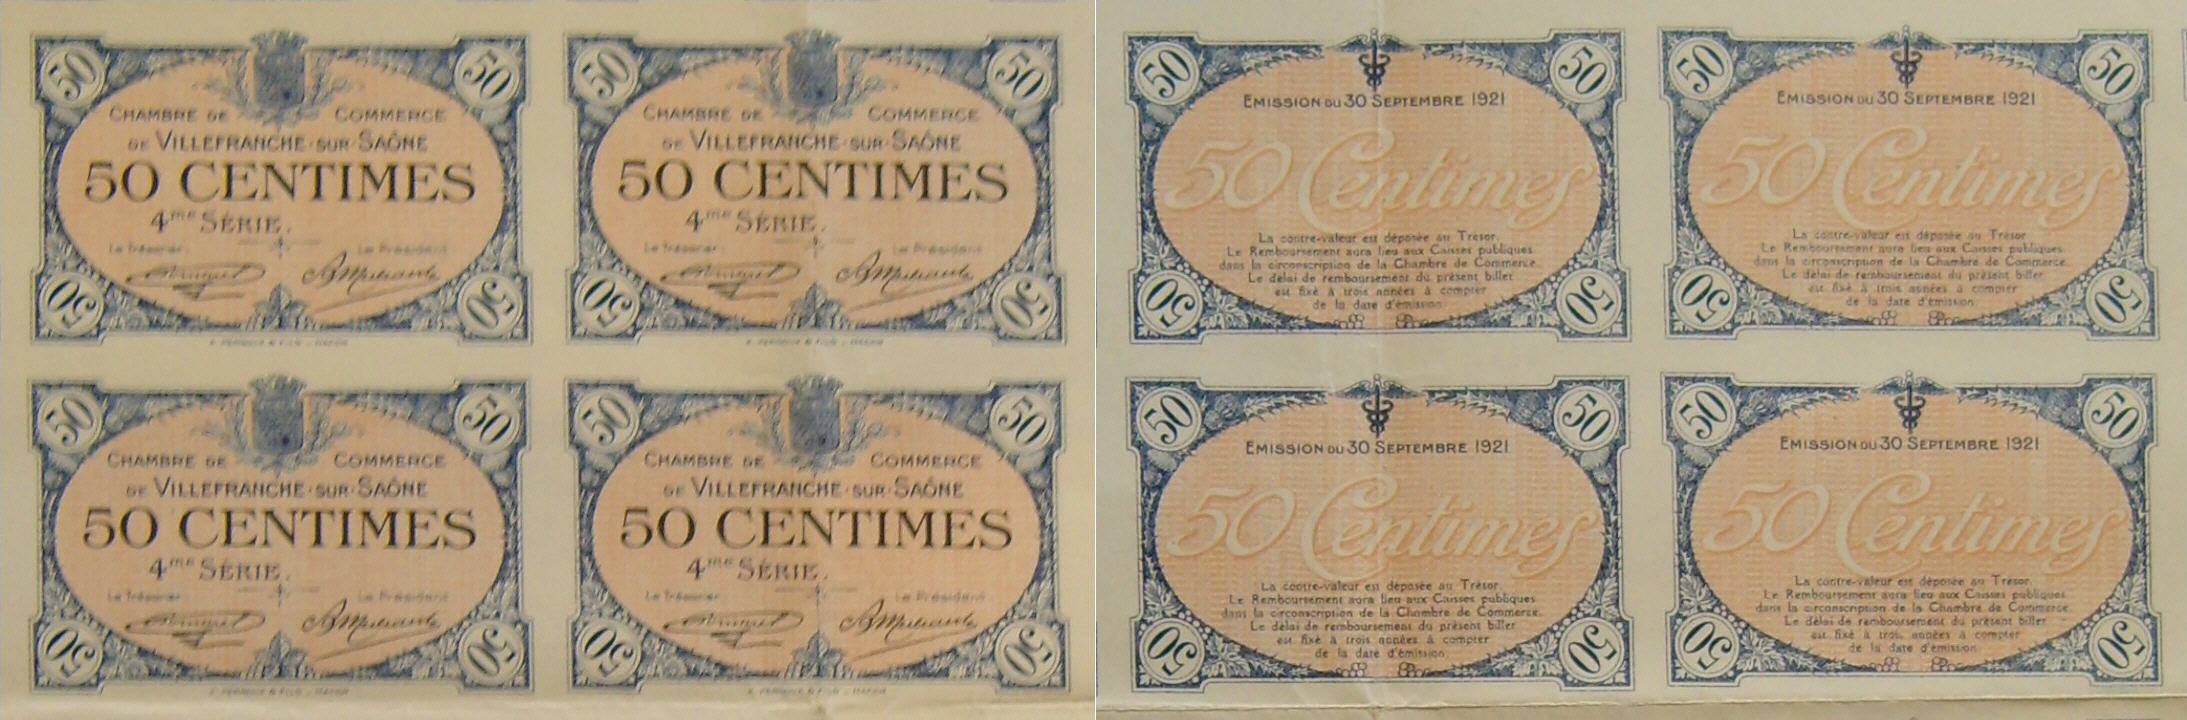 50 50
CHAMBRE DE COMMERCE
DE VILLEFRANCHE-SUR-SAÔNE
50 CENTIMES
4me SÉRIE.
Le Trésorier. Le Président
50 50
50 50
CHAMBRE DE COMMERCE
DE VILLEFRANCHE-SUR-SAÔNE
50 CENTIMES
4me SÉRIE.
Le Trésorier. Le Président
50 50
50 50
EMISSION DU 30 SEPTEMBRE 1921
50 Centimes
La contre-valeur est déposée au Trésor.
Le Remboursement aura lieu aux Caisses publiques
dans la circonscription de la Chambre de Commerce.
Le délai de remboursement du présent billet
est fixé à trois années à compter
de la date d'émission.
50 50
50 50
EMISSION DU 30 SEPTEMBRE 1921
50 Centimes
La contre-valeur est déposée au Trésor.
Le Remboursement aura lieu aux Caisses publiques
dans la circonscription de la Chambre de Commerce.
Le délai de remboursement du présent billet
est fixé à trois années à compter
de la date d'émission.
50 50
50 50
CHAMBRE DE COMMERCE
DE VILLEFRANCHE-SUR-SAÔNE
50 CENTIMES
4me SÉRIE.
Le Trésorier. Le Président
50 50
50 50
CHAMBRE DE COMMERCE
DE VILLEFRANCHE-SUR-SAÔNE
50 CENTIMES
4me SÉRIE.
Le Trésorier. Le Président
50 50
50 50
EMISSION DU 30 SEPTEMBRE 1921
50 Centimes
La contre-valeur est déposée au Trésor.
Le Remboursement aura lieu aux Caisses publiques
dans la circonscription de la Chambre de Commerce.
Le délai de remboursement du présent billet
est fixé à trois années à compter
de la date d'émission.
50 50
50 50
EMISSION DU 30 SEPTEMBRE 1921
50 Centimes
La contre-valeur est déposée au Trésor.
Le Remboursement aura lieu aux Caisses publiques
dans la circonscription de la Chambre de Commerce.
Le délai de remboursement du présent billet
est fixé à trois années à compter
de la date d'émission.
50 50